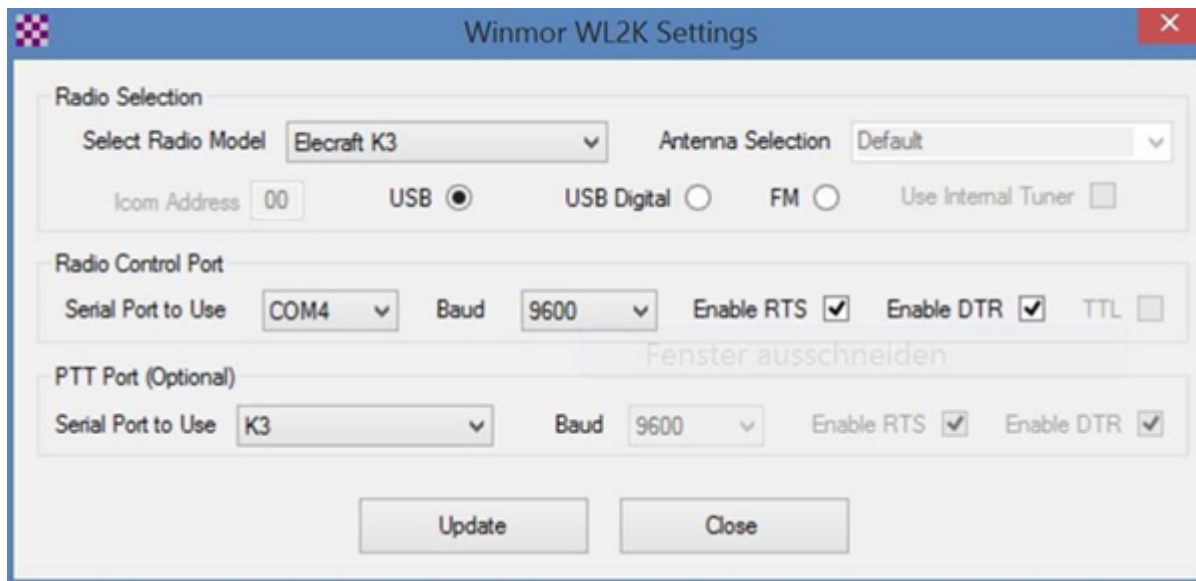 Winmor WL2K Settings
Radio Selection
Select Radio Model Elecraft K3 Antenna Selection Default
Icom Address 00 USB USB Digital FM Use Internal Tuner
Radio Control Port
Serial Port to Use COM4 Baud 9600 Enable RTS Enable DTR TTL
Fenster ausschneiden
PTT Port (Optional)
Serial Port to Use K3 Baud 9600 Enable RTS Enable DTR
Update Close